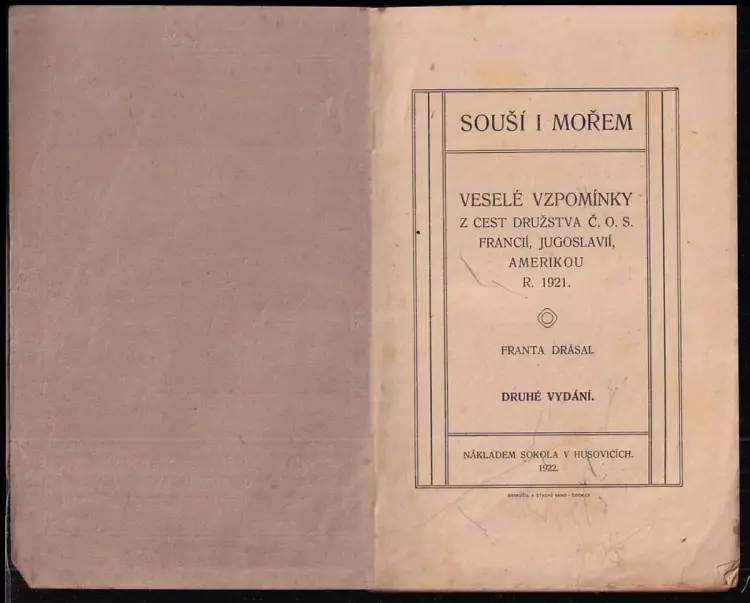 SOUŠÍ I MOŘEM
VESELÉ VZPOMÍNKY
Z CEST DRUŽSTVA Č. O. S.
FRANCIÍ, JUGOSLAVIÍ,
AMERIKOU
R. 1921.
FRANTA DRÁSAL
DRUHÉ VYDÁNÍ.
NÁKLADEM SOKOLA V HUSOVICÍCH.
1922.